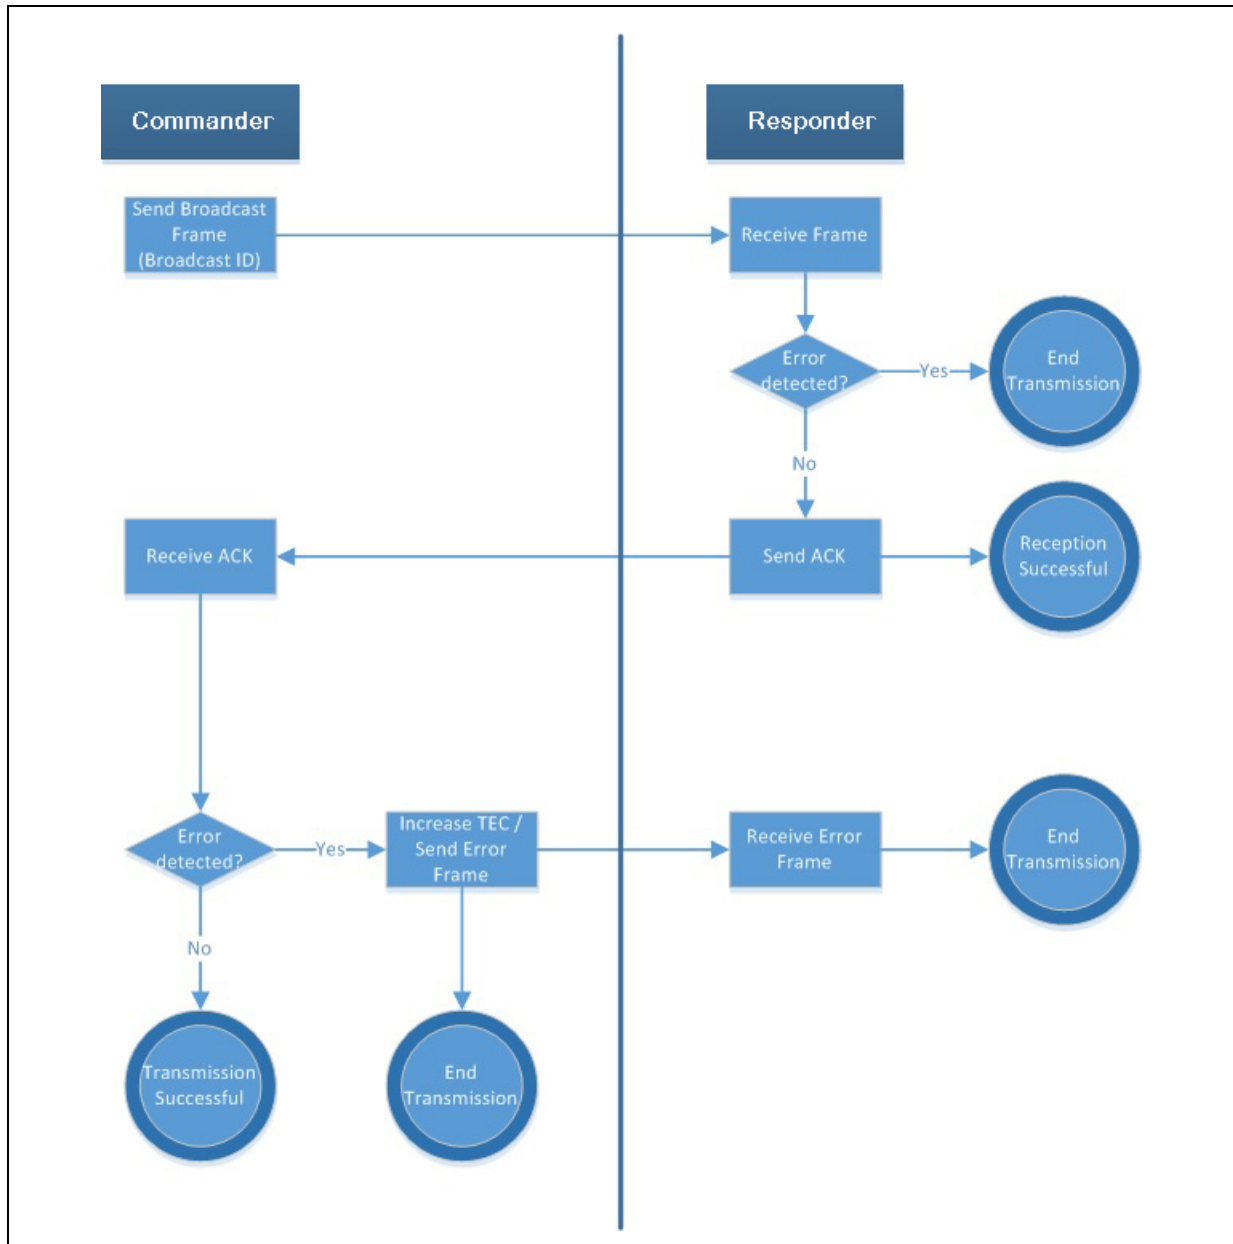 Commander
Responder
Send Broadcast
Frame
(Broadcast ID)
Receive Frame
Error
detected?
Yes
End
Transmission
No
Receive ACK
Send ACK
Reception
Successful
Error
detected?
Yes
Increase TEC /
Send Error
Frame
Receive Error
Frame
End
Transmission
No
Transmission
Successful
End
Transmission